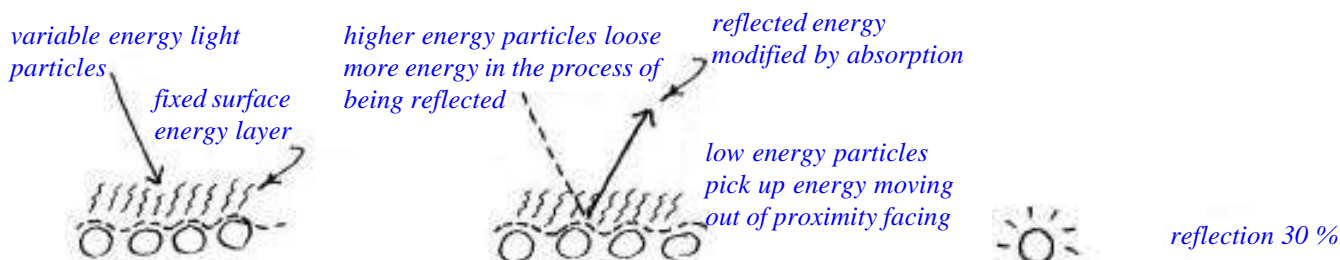 variable energy light
particles
fixed surface
energy layer
higher energy particles loose
more energy in the process of
being reflected
reflected energy
modified by absorption
low energy particles
pick up energy moving
out of proximity facing
reflection 30 %